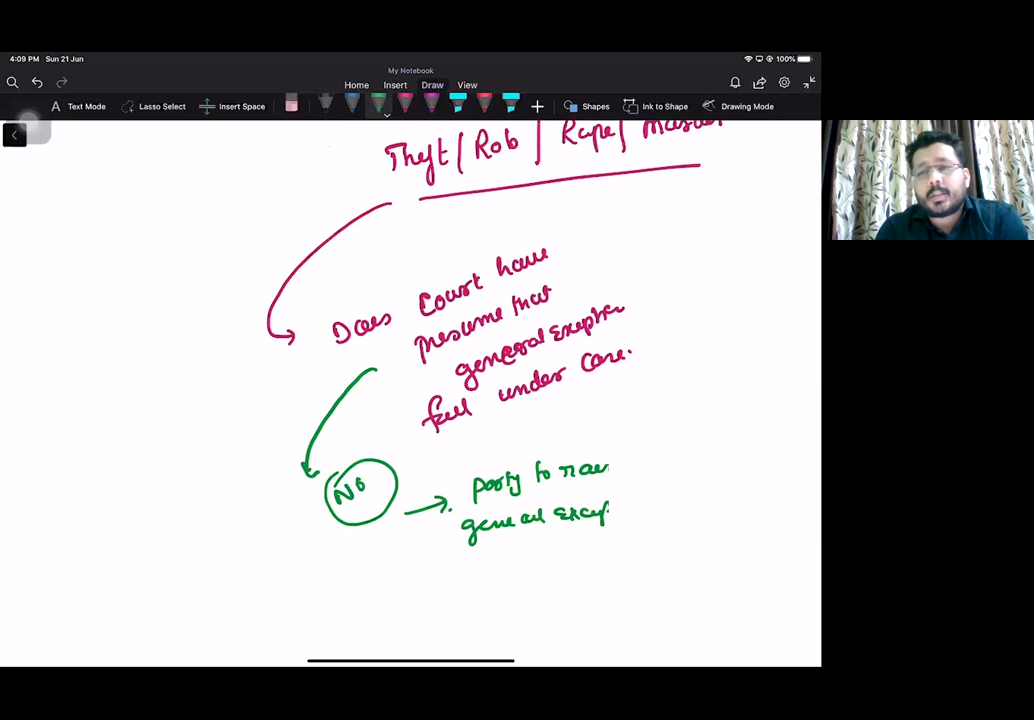 4:09 PM Sun 21 Jun
100%
My Notebook
Home Insert Draw View
Text Mode Lasso Select Insert Space + Shapes Ink to Shape Drawing Mode
Theft / Rob / Rape /
Does Court have
presume that
general
fall under case.
No
party to
general excep